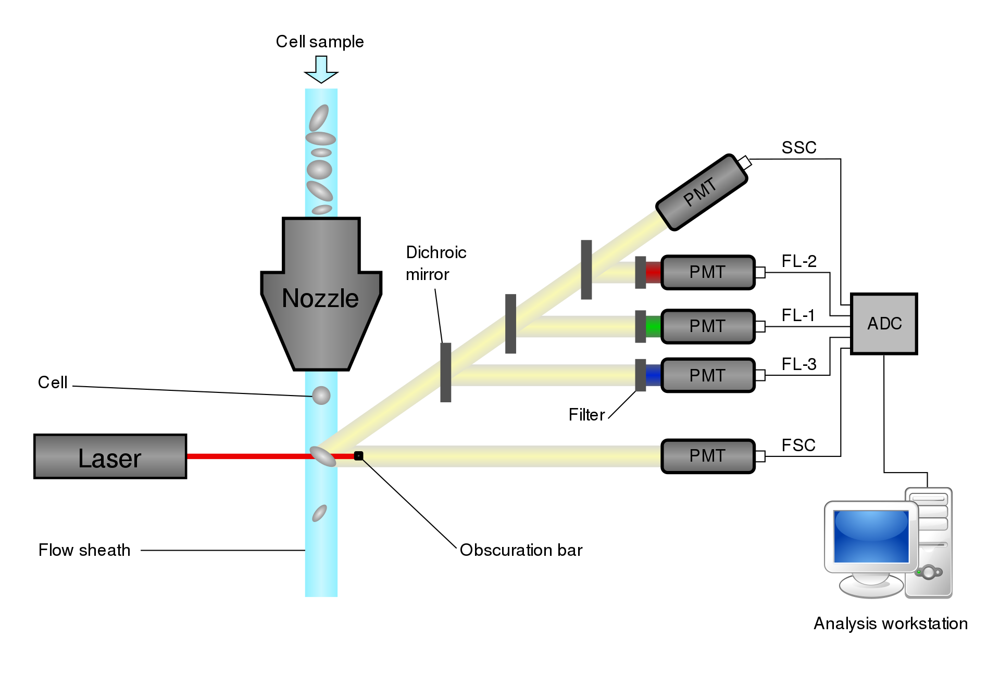 Cell sample
SSC
PMT
Dichroic
mirror
FL-2
PMT
Nozzle
FL-1
PMT
ADC
FL-3
PMT
Cell
Filter
Laser
FSC
PMT
Flow sheath
Obscuration bar
Analysis workstation